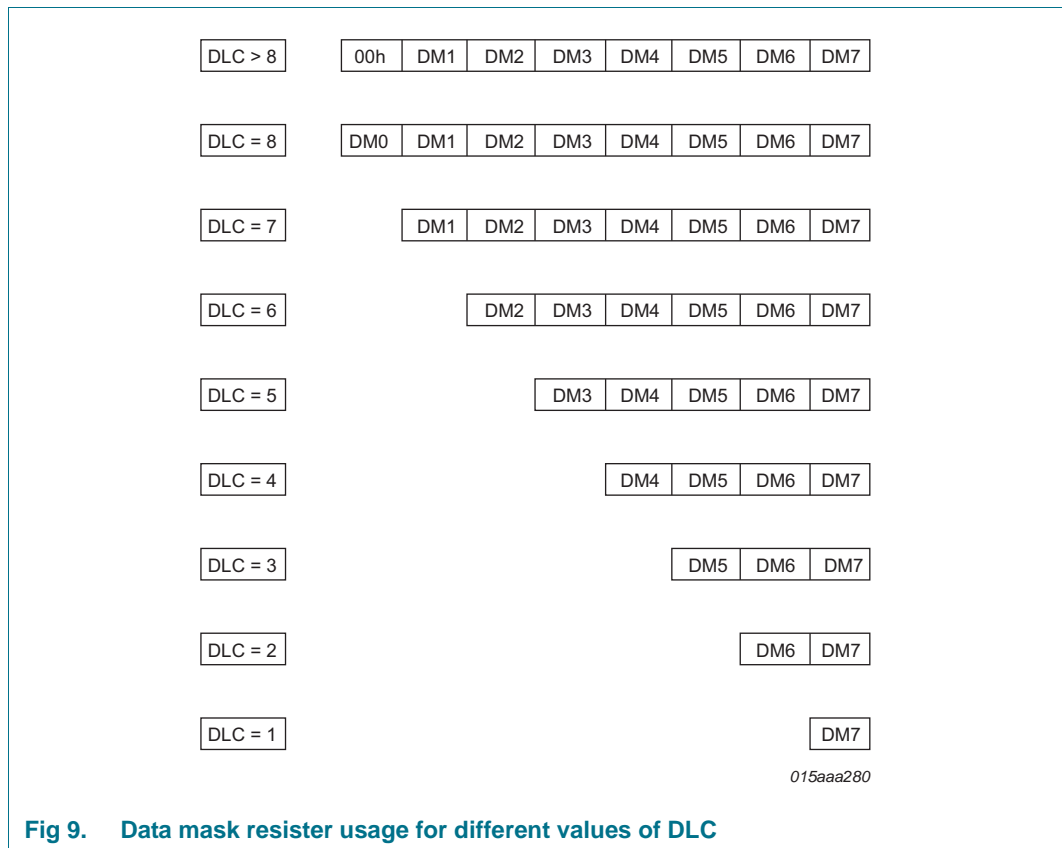 DLC > 8 00h DM1 DM2 DM3 DM4 DM5 DM6 DM7
DLC = 8 DM0 DM1 DM2 DM3 DM4 DM5 DM6 DM7
DLC = 7 DM1 DM2 DM3 DM4 DM5 DM6 DM7
DLC = 6 DM2 DM3 DM4 DM5 DM6 DM7
DLC = 5 DM3 DM4 DM5 DM6 DM7
DLC = 4 DM4 DM5 DM6 DM7
DLC = 3 DM5 DM6 DM7
DLC = 2 DM6 DM7
DLC = 1 DM7
015aaa280
Fig 9. Data mask resister usage for different values of DLC